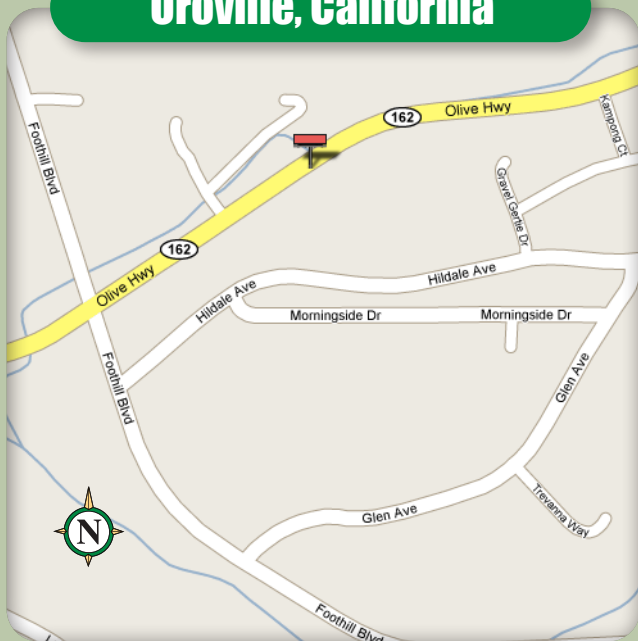 Oroville, California
162
Olive Hwy
Kampong Ct
Foothill Blvd
Gravel Gertie Dr
162
Hildale Ave
Olive Hwy
Hildale Ave
Morningside Dr
Morningside Dr
Foothill Blvd
Glen Ave
N
Glen Ave
Trevanna Way
Foothill Blvd